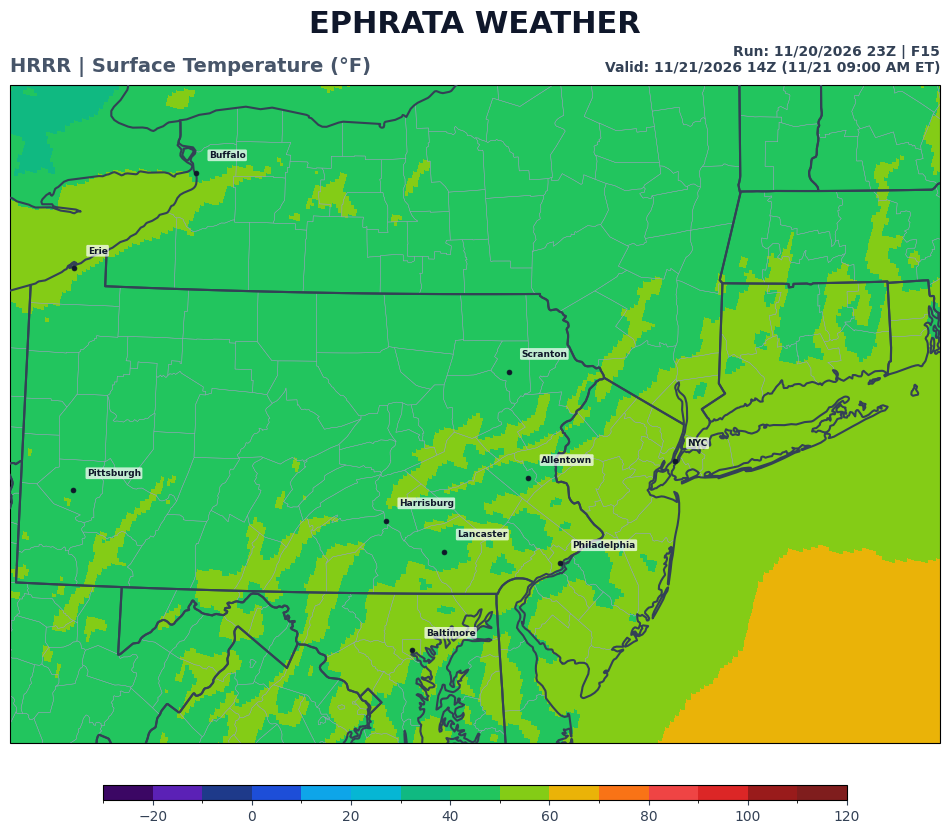 EPHRATA WEATHER
HRRR | Surface Temperature (°F)
Run: 11/20/2026 23Z | F15
Valid: 11/21/2026 14Z (11/21 09:00 AM ET)
Buffalo
Erie
Scranton
NYC
Allentown
Pittsburgh
Harrisburg
Lancaster
Philadelphia
Baltimore
−20 0 20 40 60 80 100 120